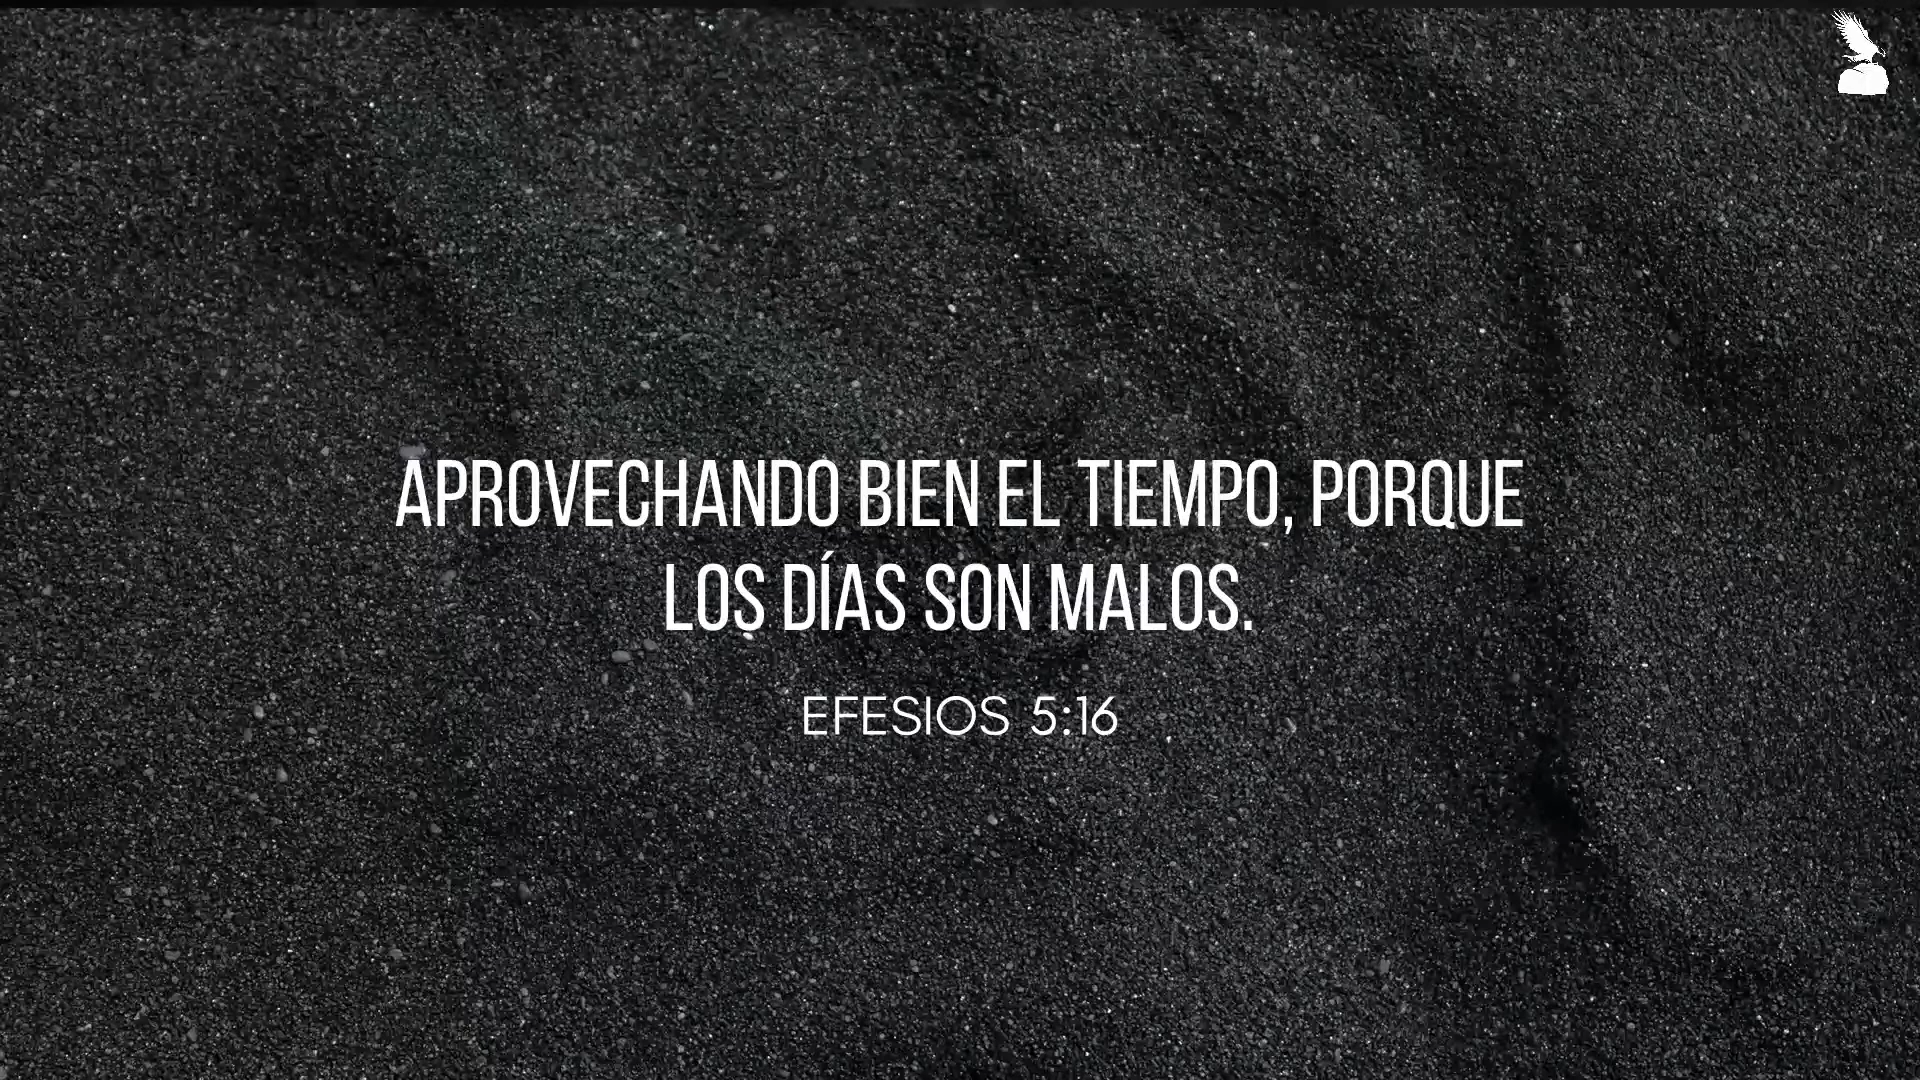 APROVECHANDO BIEN EL TIEMPO, PORQUE
LOS DÍAS SON MALOS.
EFESIOS 5:16